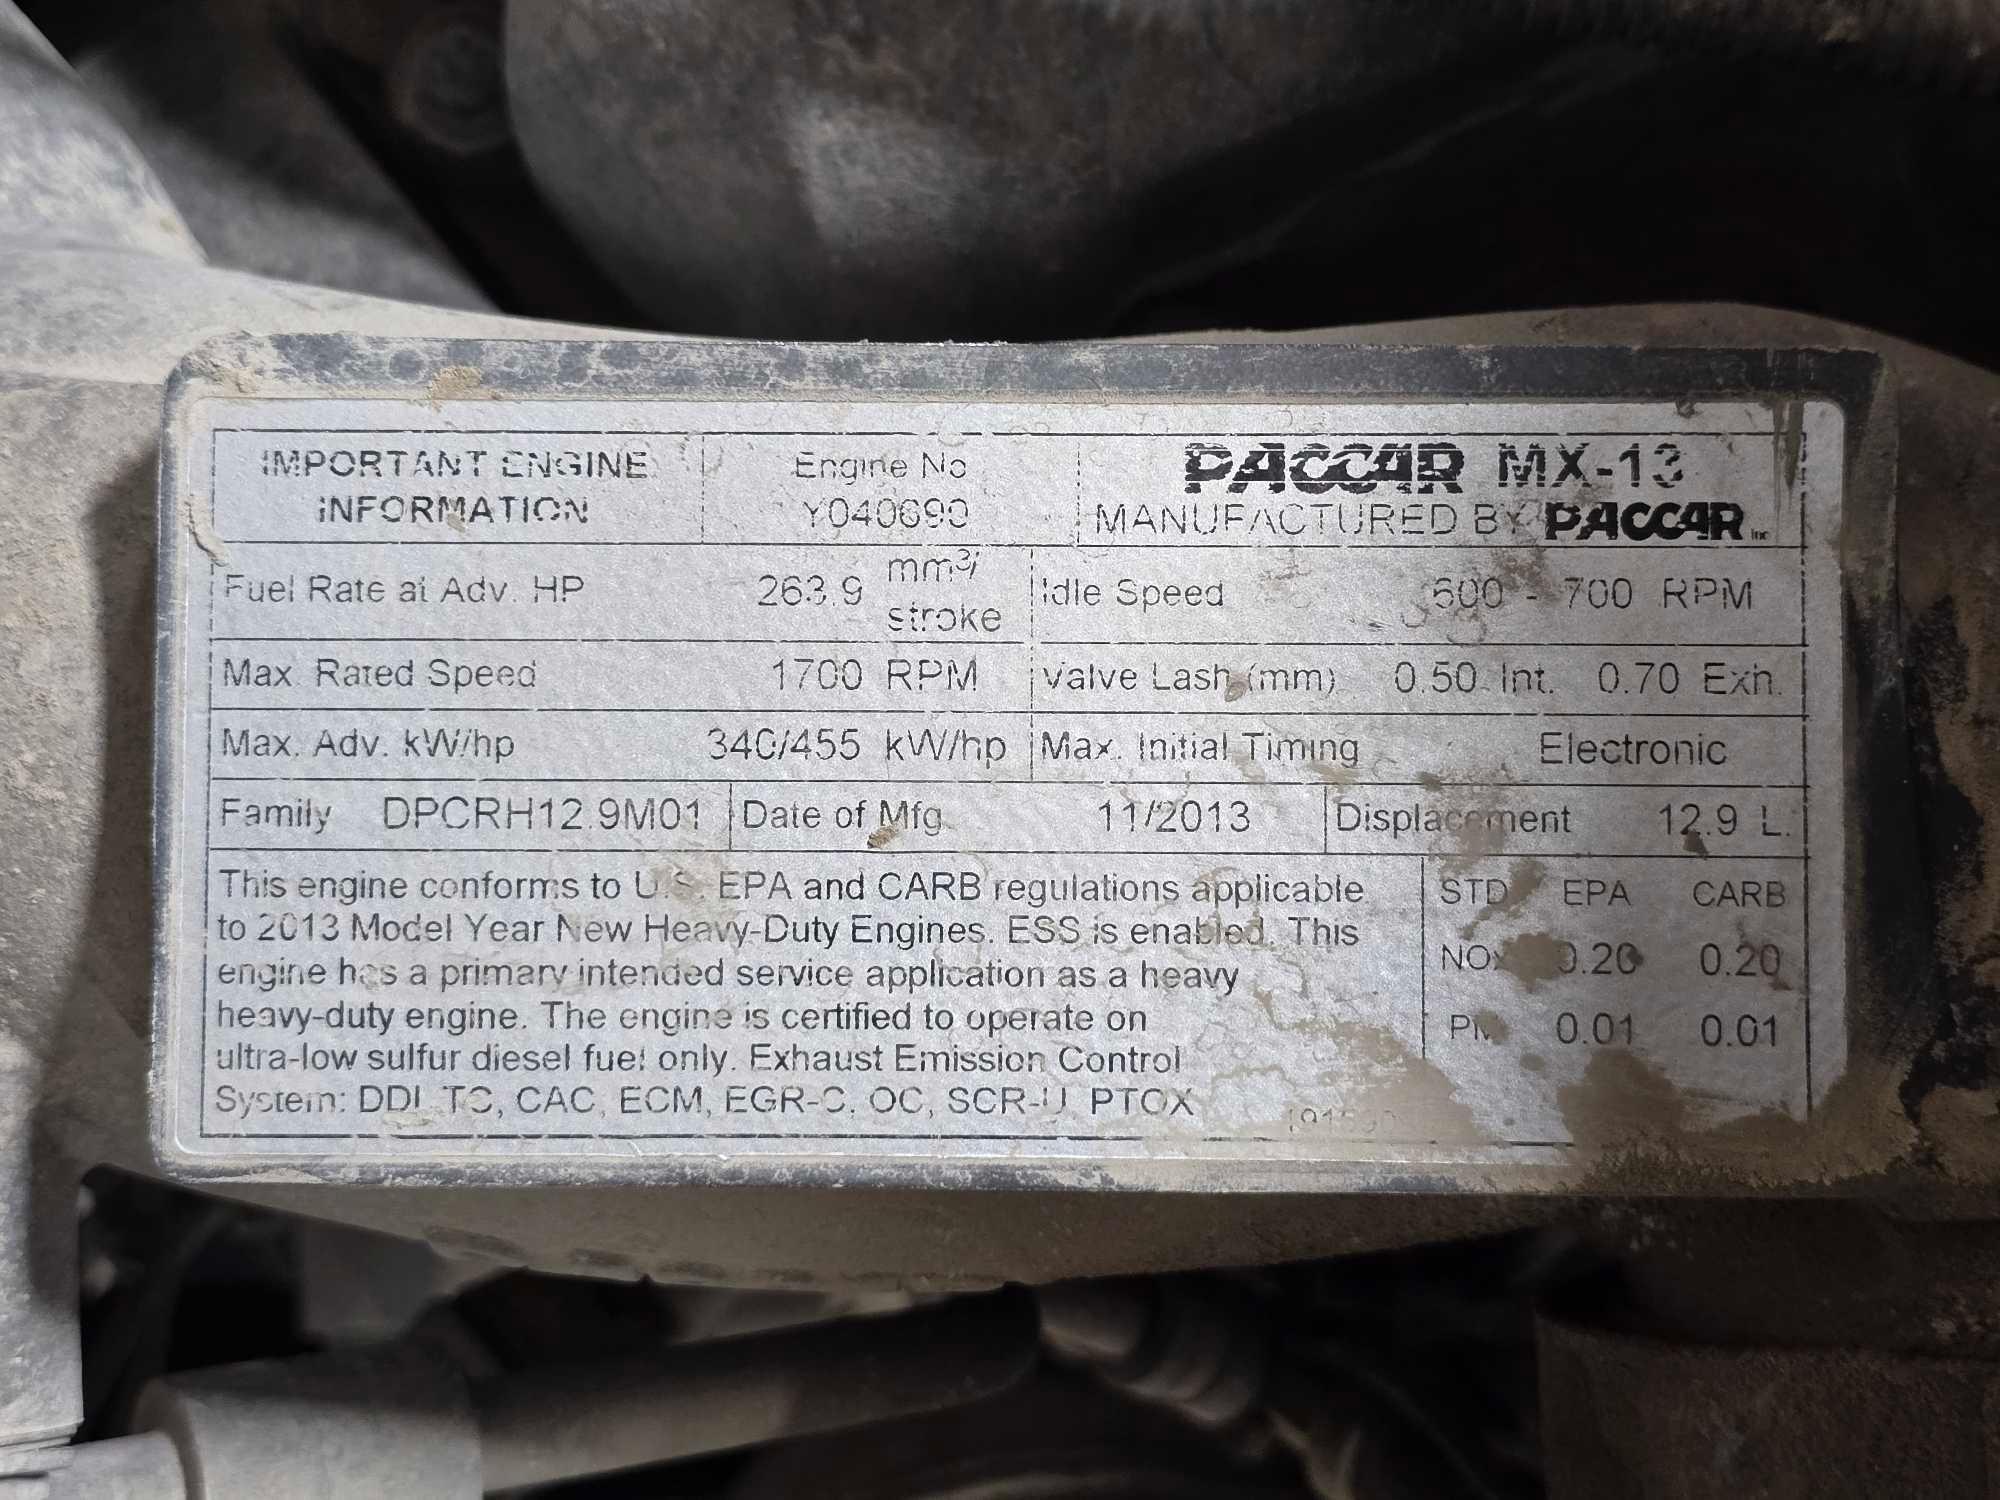 IMPORTANT ENGINE
INFORMATION
Engine No
Y040690
PACCAR MX-13
MANUFACTURED BY PACCAR Inc
Fuel Rate at Adv. HP 263.9 mm³/
stroke
Idle Speed 600 - 700 RPM
Max. Rated Speed 1700 RPM
Valve Lash (mm) 0.50 Int. 0.70 Exh.
Max. Adv. kW/hp 340/455 kW/hp
Max. Initial Timing Electronic
Family DPCRH12.9M01
Date of Mfg 11/2013
Displacement 12.9 L.
This engine conforms to U.S. EPA and CARB regulations applicable
to 2013 Model Year New Heavy-Duty Engines. ESS is enabled. This
engine has a primary intended service application as a heavy
heavy-duty engine. The engine is certified to operate on
ultra-low sulfur diesel fuel only. Exhaust Emission Control
System: DDI, TC, CAC, ECM, EGR-C, OC, SCR-U, PTOX
STD EPA CARB
NOx 0.20 0.20
PM 0.01 0.01